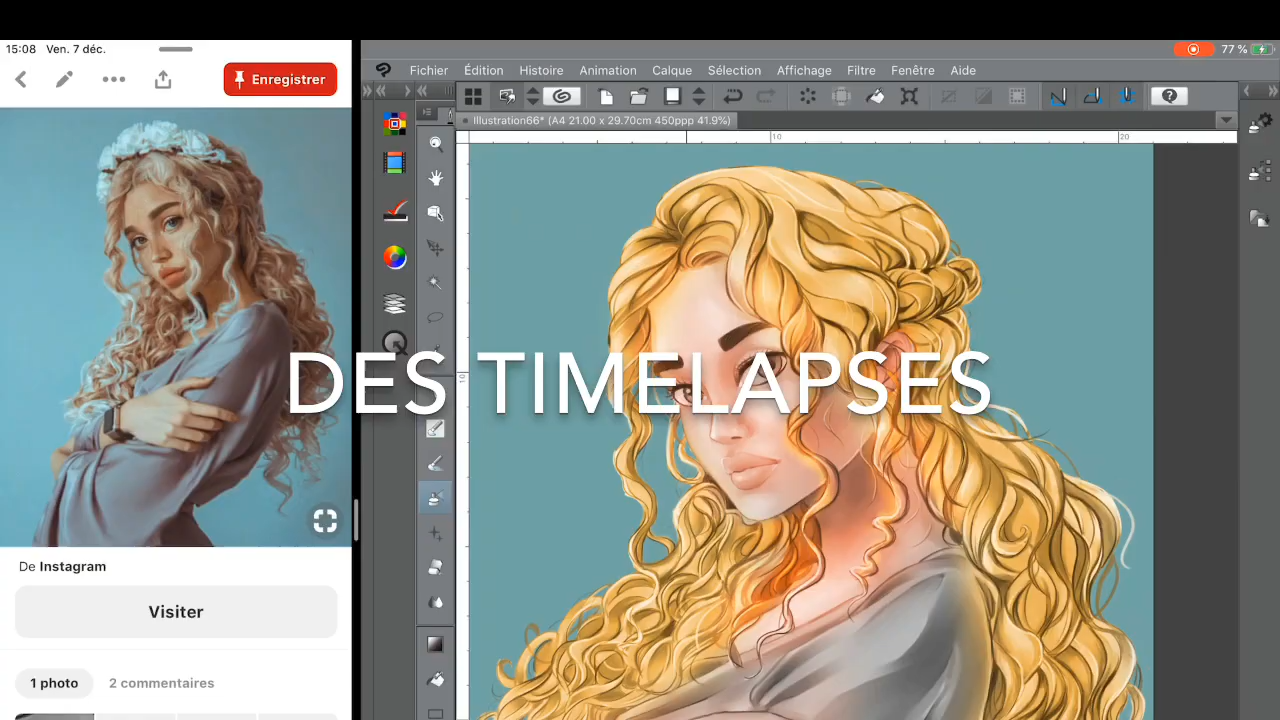 15:08 Ven. 7 déc.
77 %
Enregistrer
Fichier Édition Histoire Animation Calque Sélection Affichage Filtre Fenêtre Aide
Illustration66* (A4 21.00 x 29.70cm 450ppp 41.9%)
10 20
10
DES TIMELAPSES
De Instagram
Visiter
1 photo 2 commentaires